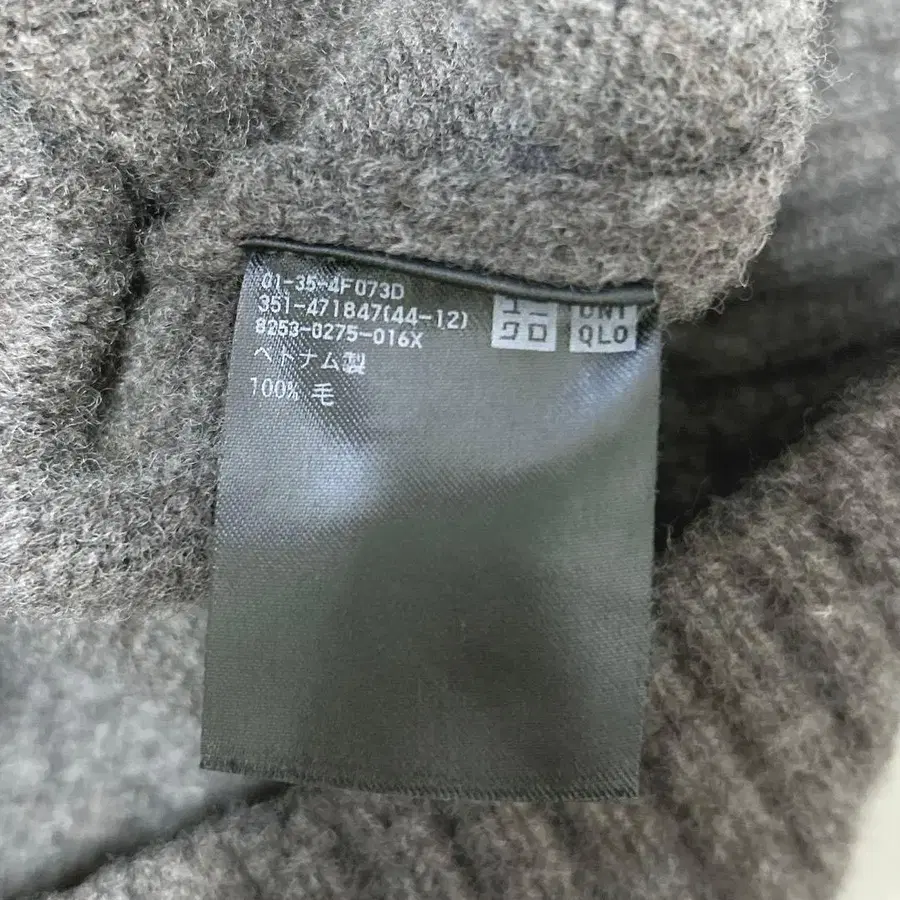 01-35-4F073D
351-471847(44-12)
8253-0275-016X
ベトナム製
100% 毛
ユニ
クロ
UNI
QLO